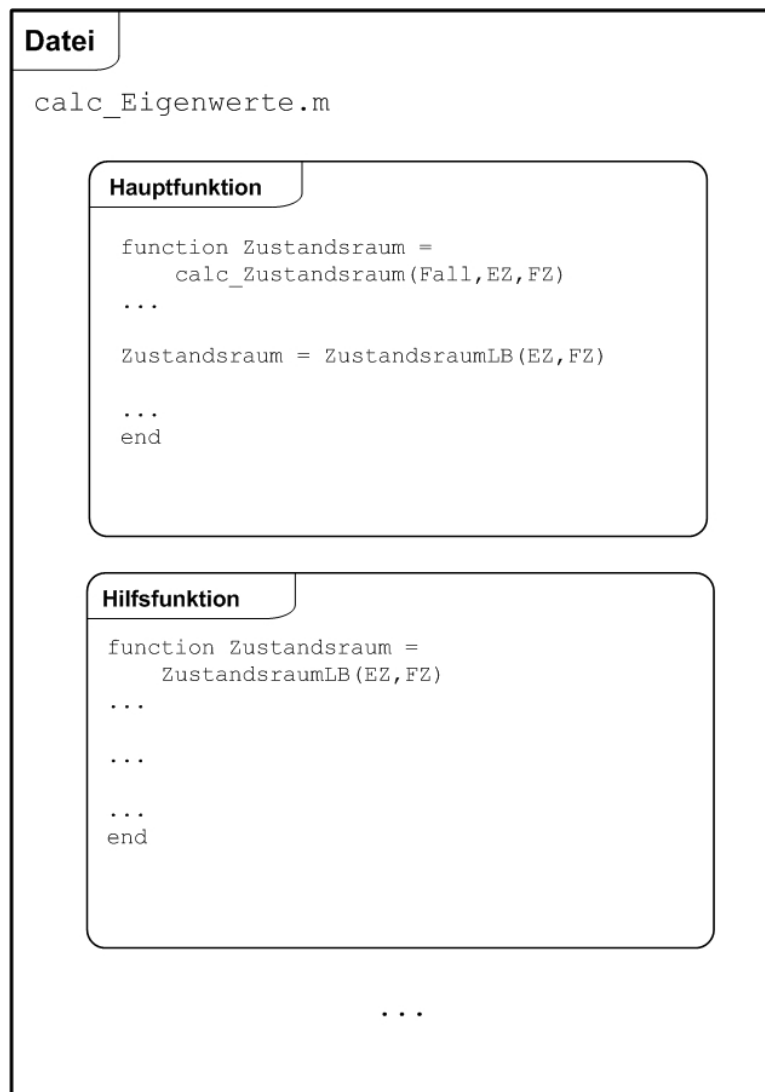 Datei
calc_Eigenwerte.m
Hauptfunktion
function Zustandsraum =
calc_Zustandsraum(Fall,EZ,FZ)
...
Zustandsraum = ZustandsraumLB(EZ,FZ)
...
end
Hilfsfunktion
function Zustandsraum =
ZustandsraumLB(EZ,FZ)
...
...
...
end
...